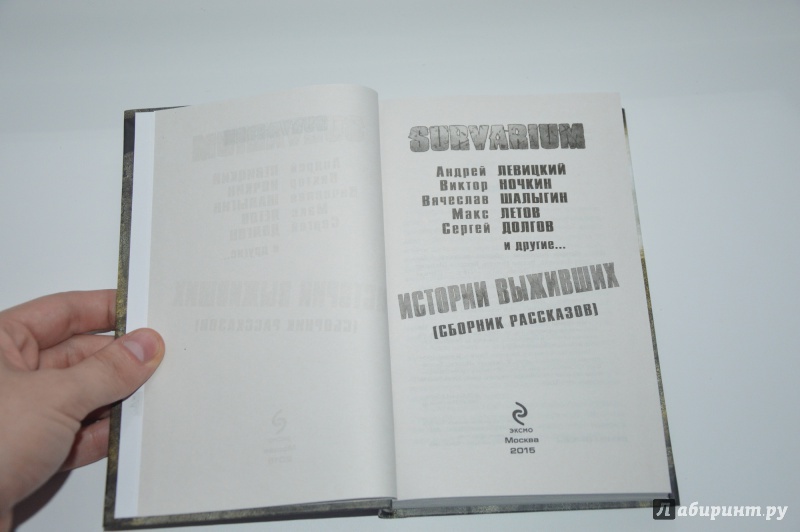 SURVARIUM
Андрей ЛЕВИЦКИЙ
Виктор НОЧКИН
Вячеслав ШАЛЫГИН
Макс ЛЕТОВ
Сергей ДОЛГОВ
и другие...
ИСТОРИИ ВЫЖИВШИХ
(СБОРНИК РАССКАЗОВ)
ЭКСМО
Москва
2015
Лабиринт.ру